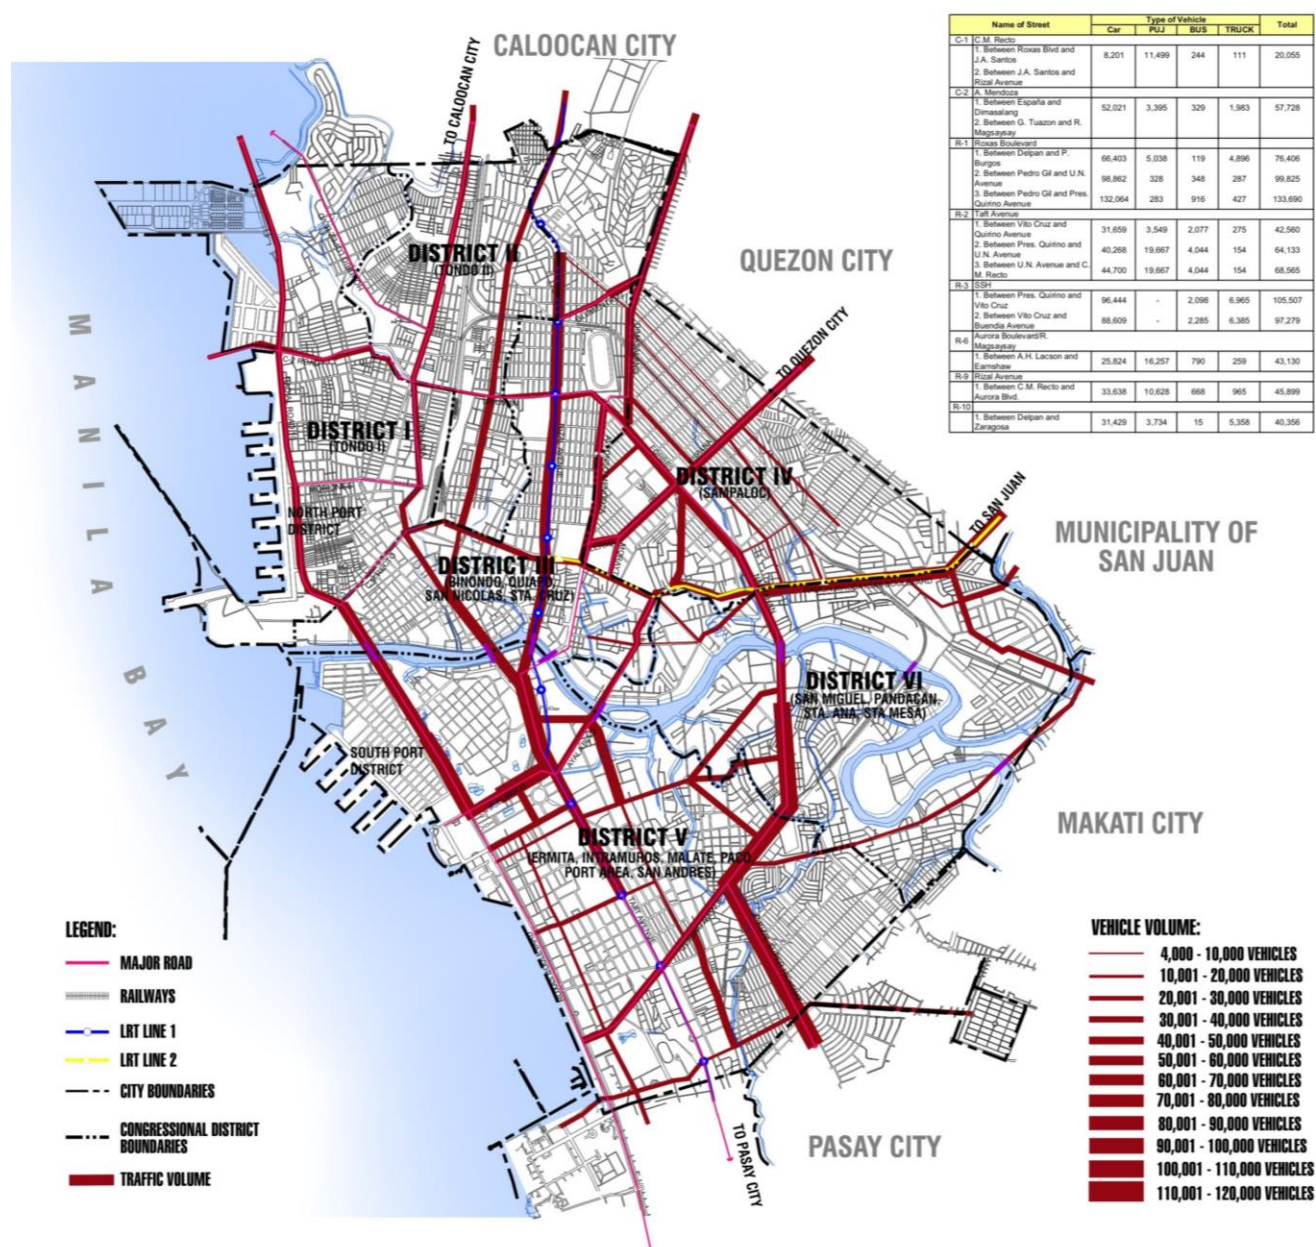 CALOOCAN CITY
TO CALOOCAN CITY
Name of Street
Type of Vehicle
Total
Car PUJ BUS TRUCK
C-1 C.M. Recto
1. Between Roxas Blvd and J.A. Santos 8,201 11,499 244 111 20,055
2. Between J.A. Santos and Rizal Avenue
C-2 A. Mendoza
1. Between España and Dimasalang 52,021 3,395 329 1,983 57,728
2. Between G. Tuazon and R. Magsaysay
R-1 Roxas Boulevard
1. Between Delpan and P. Burgos 66,403 5,038 119 4,896 76,406
2. Between Pedro Gil and U.N. Avenue 98,862 328 348 287 99,825
3. Between Pedro Gil and Pres. Quirino Avenue 132,064 283 916 427 133,690
R-2 Taft Avenue
1. Between Vito Cruz and Quirino Avenue 31,659 3,549 2,077 275 42,560
2. Between Pres. Quirino and U.N. Avenue 40,268 19,667 4,044 154 64,133
3. Between U.N. Avenue and C. M. Recto 44,700 19,667 4,044 154 68,565
R-3 SSH
1. Between Pres. Quirino and Vito Cruz 96,444 - 2,098 6,965 105,507
2. Between Vito Cruz and Buendia Avenue 88,609 - 2,285 6,385 97,279
R-6 Aurora Boulevard/R. Magsaysay
1. Between A.H. Lacson and Earnshaw 25,824 16,257 790 259 43,130
R-9 Rizal Avenue
1. Between C.M. Recto and Aurora Blvd. 33,638 10,628 668 965 45,899
R-10
1. Between Delpan and Zaragosa 31,429 3,734 15 5,358 40,356
DISTRICT II
(TONDO II)
QUEZON CITY
TO QUEZON CITY
MANILA BAY
C-2 ROAD
DISTRICT I
(TONDO I)
DISTRICT IV
(SAMPALOC)
NORTH PORT
DISTRICT
TO SAN JUAN
MUNICIPALITY OF
SAN JUAN
DISTRICT III
(BINONDO, QUIAPO,
SAN NICOLAS, STA. CRUZ)
DISTRICT VI
(SAN MIGUEL, PANDACAN,
STA. ANA, STA MESA)
SOUTH PORT
DISTRICT
MAKATI CITY
DISTRICT V
(ERMITA, INTRAMUROS, MALATE, PACO,
PORT AREA, SAN ANDRES)
TAFT AVENUE
PASAY CITY
TO PASAY CITY
LEGEND:
MAJOR ROAD
RAILWAYS
LRT LINE 1
LRT LINE 2
CITY BOUNDARIES
CONGRESSIONAL DISTRICT
BOUNDARIES
TRAFFIC VOLUME
VEHICLE VOLUME:
4,000 - 10,000 VEHICLES
10,001 - 20,000 VEHICLES
20,001 - 30,000 VEHICLES
30,001 - 40,000 VEHICLES
40,001 - 50,000 VEHICLES
50,001 - 60,000 VEHICLES
60,001 - 70,000 VEHICLES
70,001 - 80,000 VEHICLES
80,001 - 90,000 VEHICLES
90,001 - 100,000 VEHICLES
100,001 - 110,000 VEHICLES
110,001 - 120,000 VEHICLES